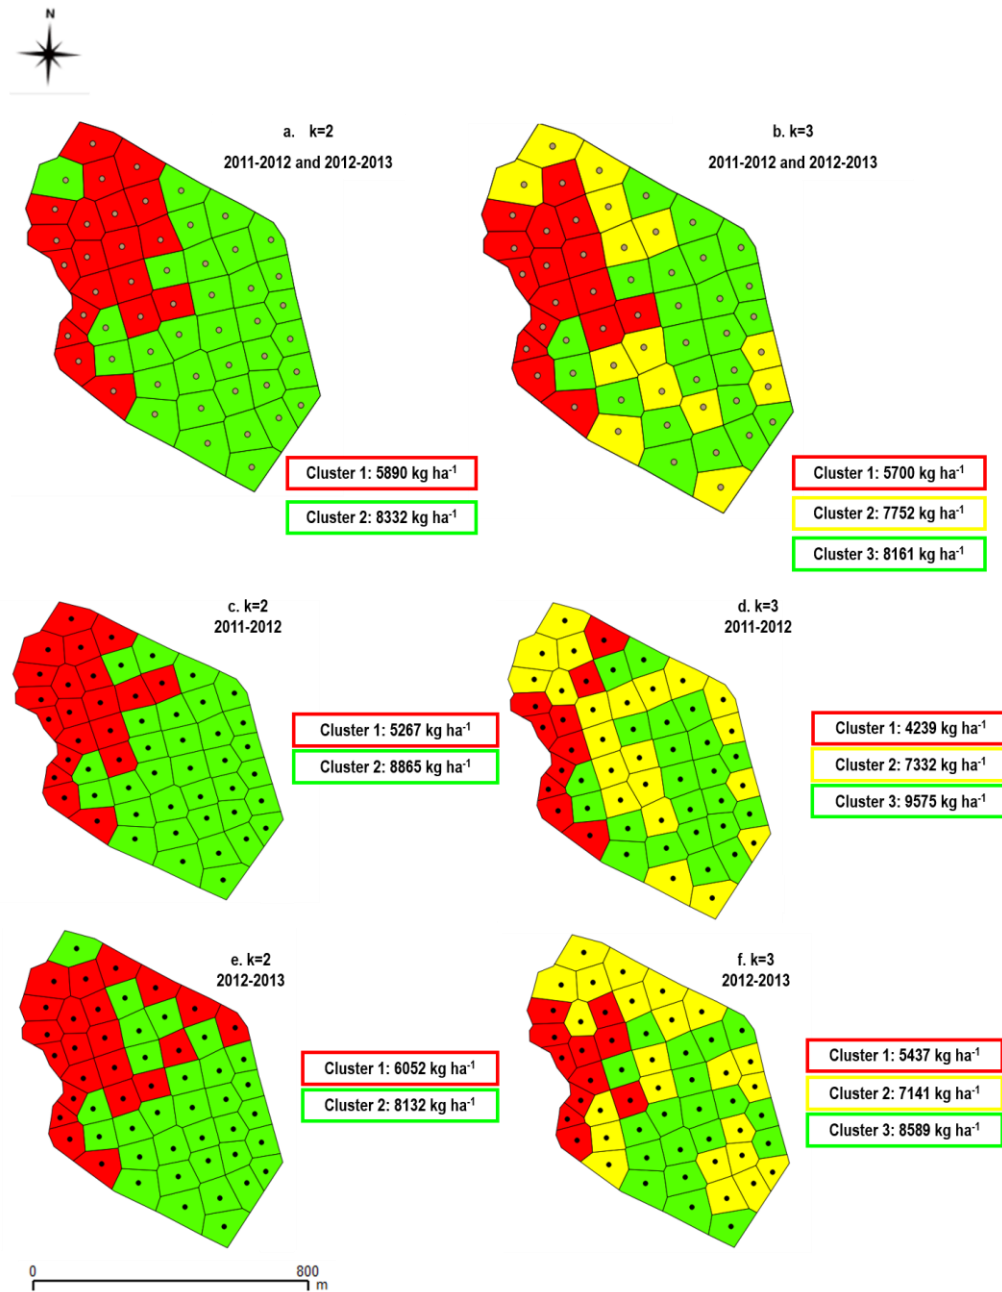 N
a. k=2
2011-2012 and 2012-2013
b. k=3
2011-2012 and 2012-2013
Cluster 1: 5890 kg ha⁻¹
Cluster 2: 8332 kg ha⁻¹
Cluster 1: 5700 kg ha⁻¹
Cluster 2: 7752 kg ha⁻¹
Cluster 3: 8161 kg ha⁻¹
c. k=2
2011-2012
d. k=3
2011-2012
Cluster 1: 5267 kg ha⁻¹
Cluster 2: 8865 kg ha⁻¹
Cluster 1: 4239 kg ha⁻¹
Cluster 2: 7332 kg ha⁻¹
Cluster 3: 9575 kg ha⁻¹
e. k=2
2012-2013
f. k=3
2012-2013
Cluster 1: 6052 kg ha⁻¹
Cluster 2: 8132 kg ha⁻¹
Cluster 1: 5437 kg ha⁻¹
Cluster 2: 7141 kg ha⁻¹
Cluster 3: 8589 kg ha⁻¹
0 800
m